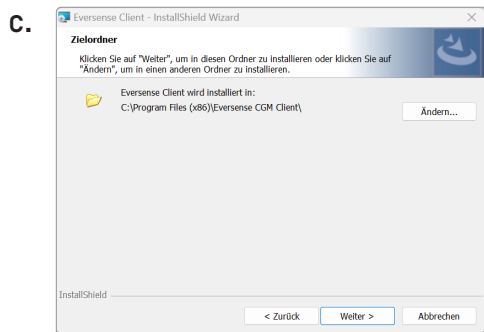 C.
Eversense Client - InstallShield Wizard
Zielordner
Klicken Sie auf "Weiter", um in diesen Ordner zu installieren oder klicken Sie auf
"Ändern", um in einen anderen Ordner zu installieren.
Eversense Client wird installiert in:
C:\Program Files (x86)\Eversense CGM Client\
Ändern...
InstallShield
< Zurück
Weiter >
Abbrechen